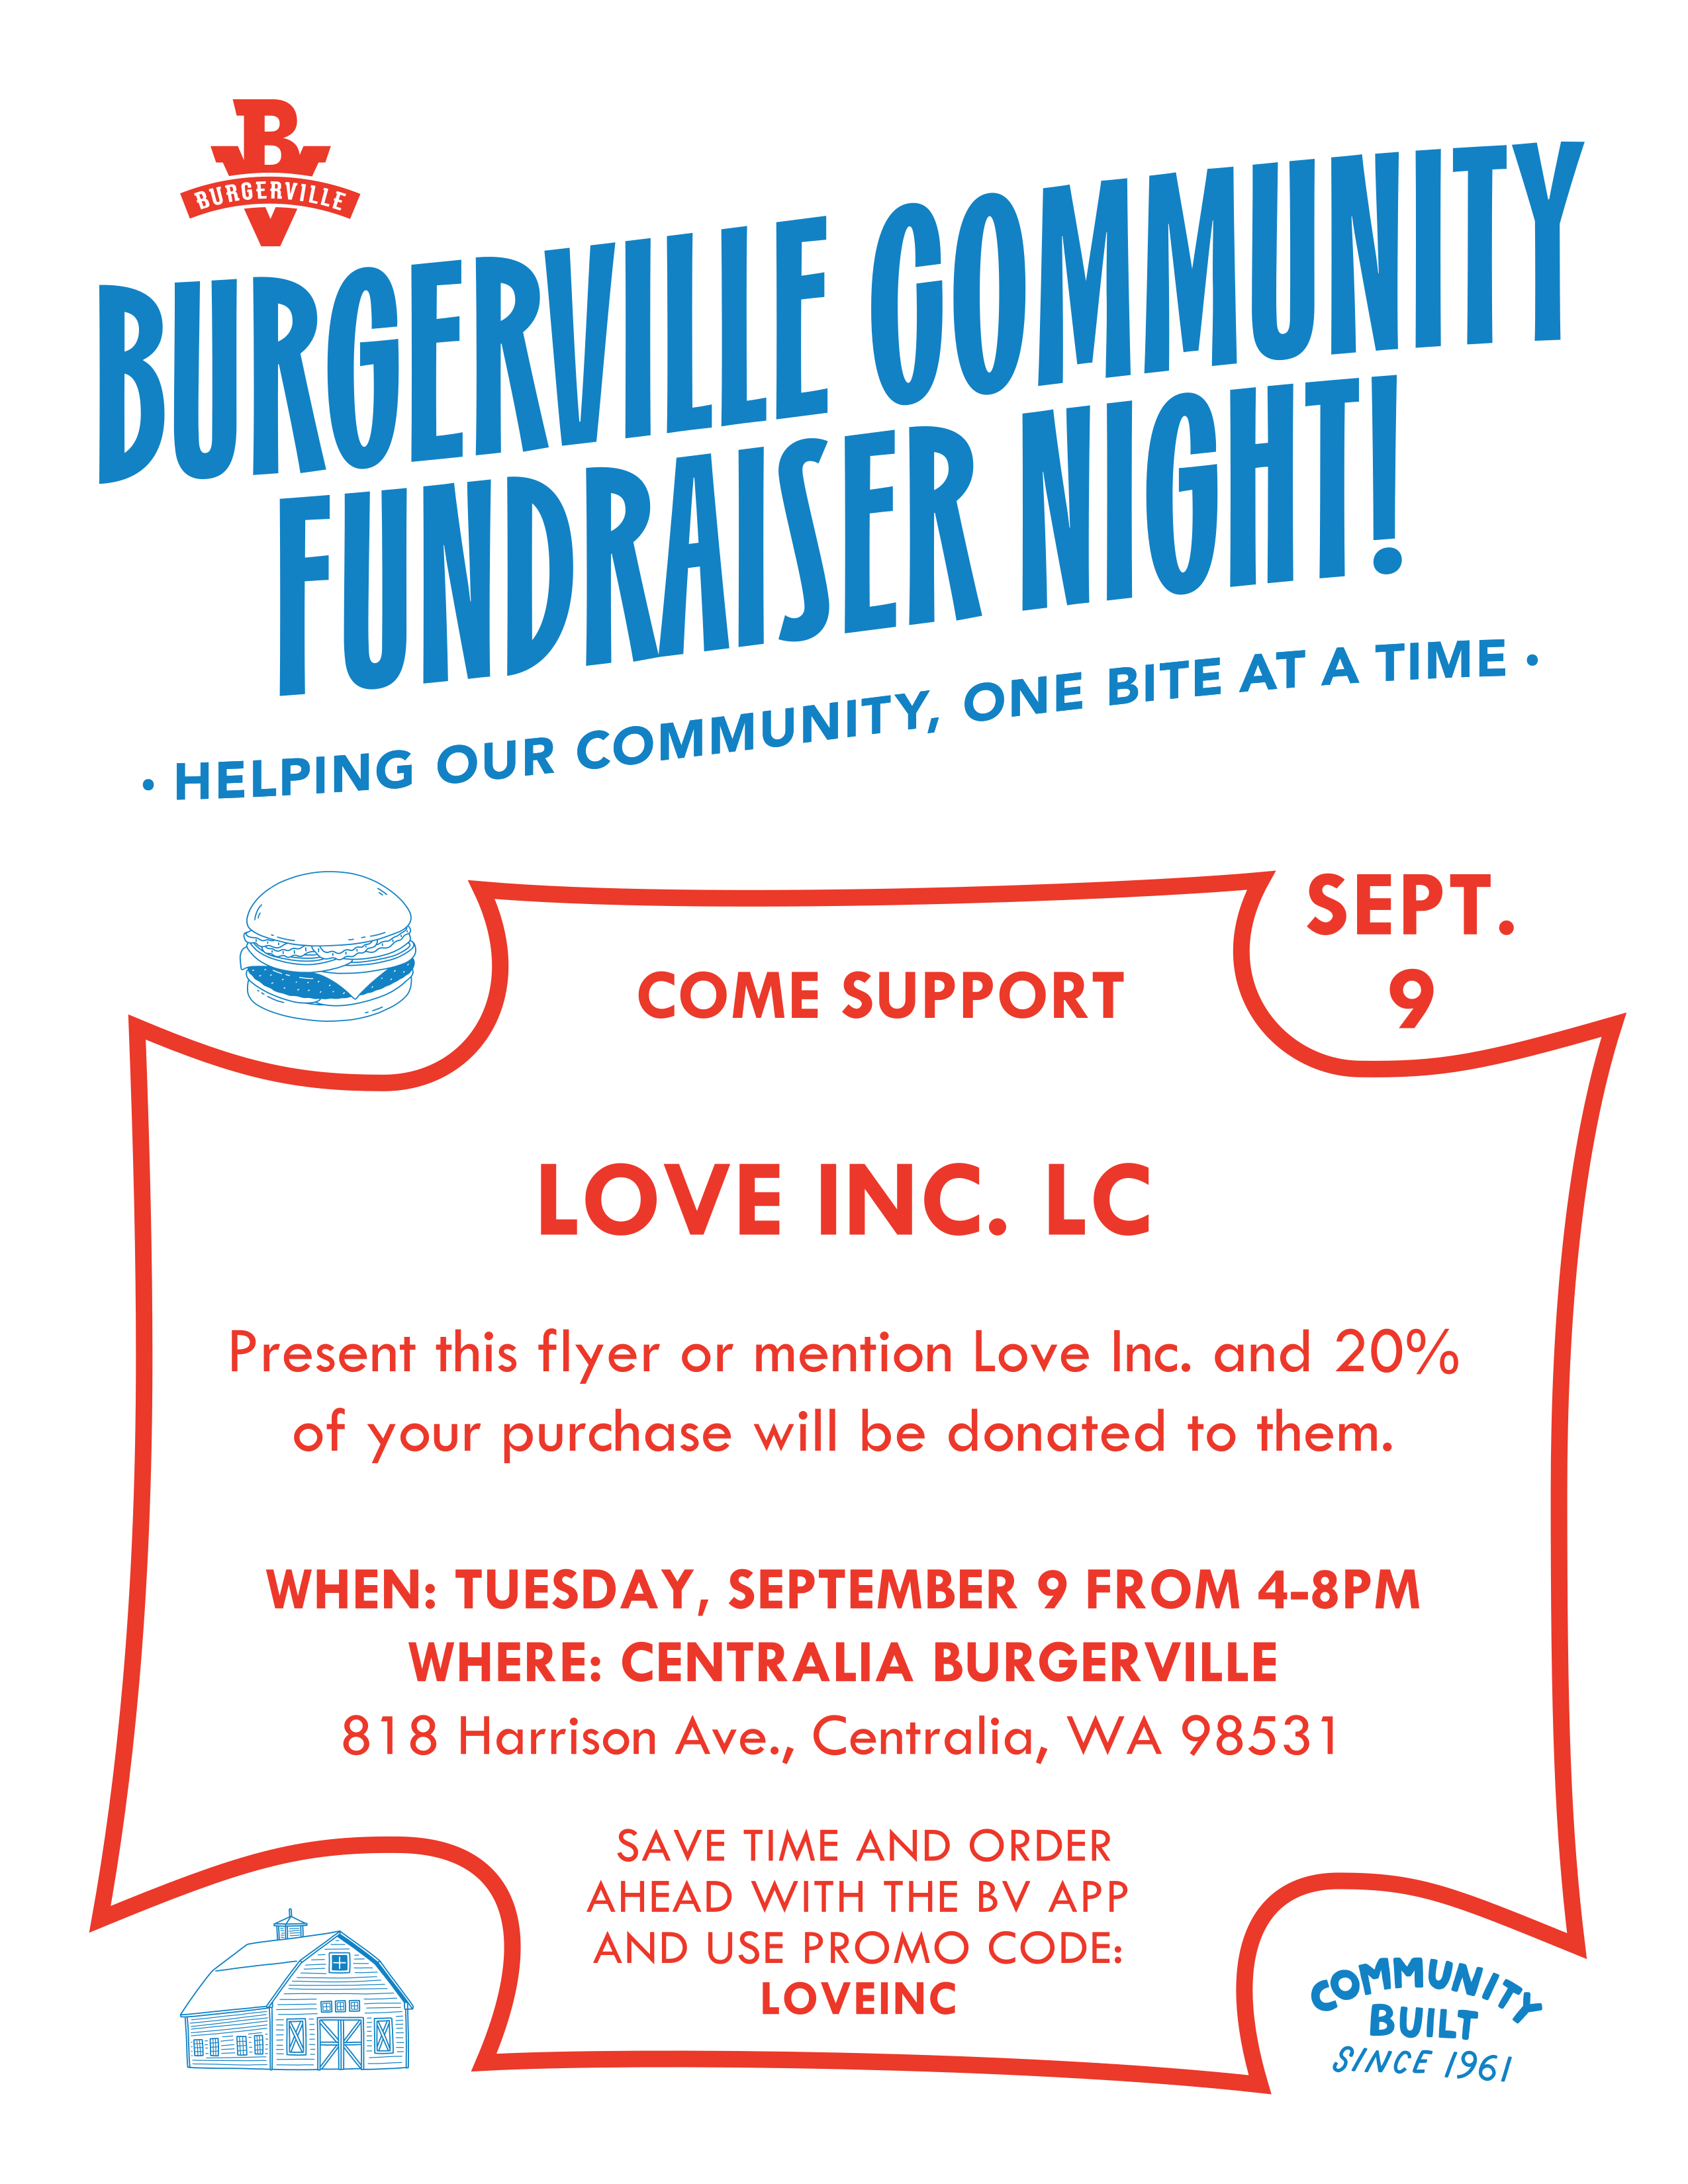 B
BURGERVILLE
V
BURGERVILLE COMMUNITY
FUNDRAISER NIGHT!
• HELPING OUR COMMUNITY, ONE BITE AT A TIME •
SEPT.
9
COME SUPPORT
LOVE INC. LC
Present this flyer or mention Love Inc. and 20%
of your purchase will be donated to them.
WHEN: TUESDAY, SEPTEMBER 9 FROM 4-8PM
WHERE: CENTRALIA BURGERVILLE
818 Harrison Ave., Centralia, WA 98531
SAVE TIME AND ORDER
AHEAD WITH THE BV APP
AND USE PROMO CODE:
LOVEINC
COMMUNITY
BUILT
SINCE 1961